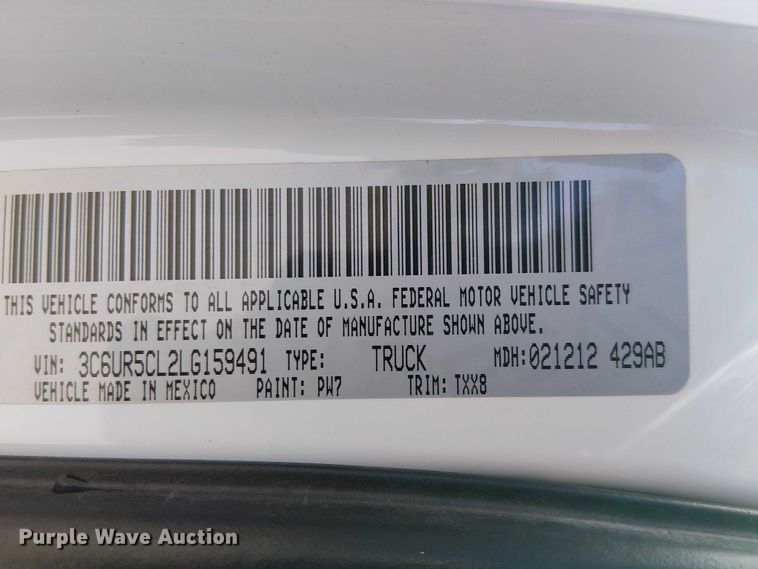 THIS VEHICLE CONFORMS TO ALL APPLICABLE U.S.A. FEDERAL MOTOR VEHICLE SAFETY
STANDARDS IN EFFECT ON THE DATE OF MANUFACTURE SHOWN ABOVE.
VIN: 3C6UR5CL2LG159491 TYPE: TRUCK MDH: 021212 429AB
VEHICLE MADE IN MEXICO PAINT: PW7 TRIM: TXX8
Purple Wave Auction